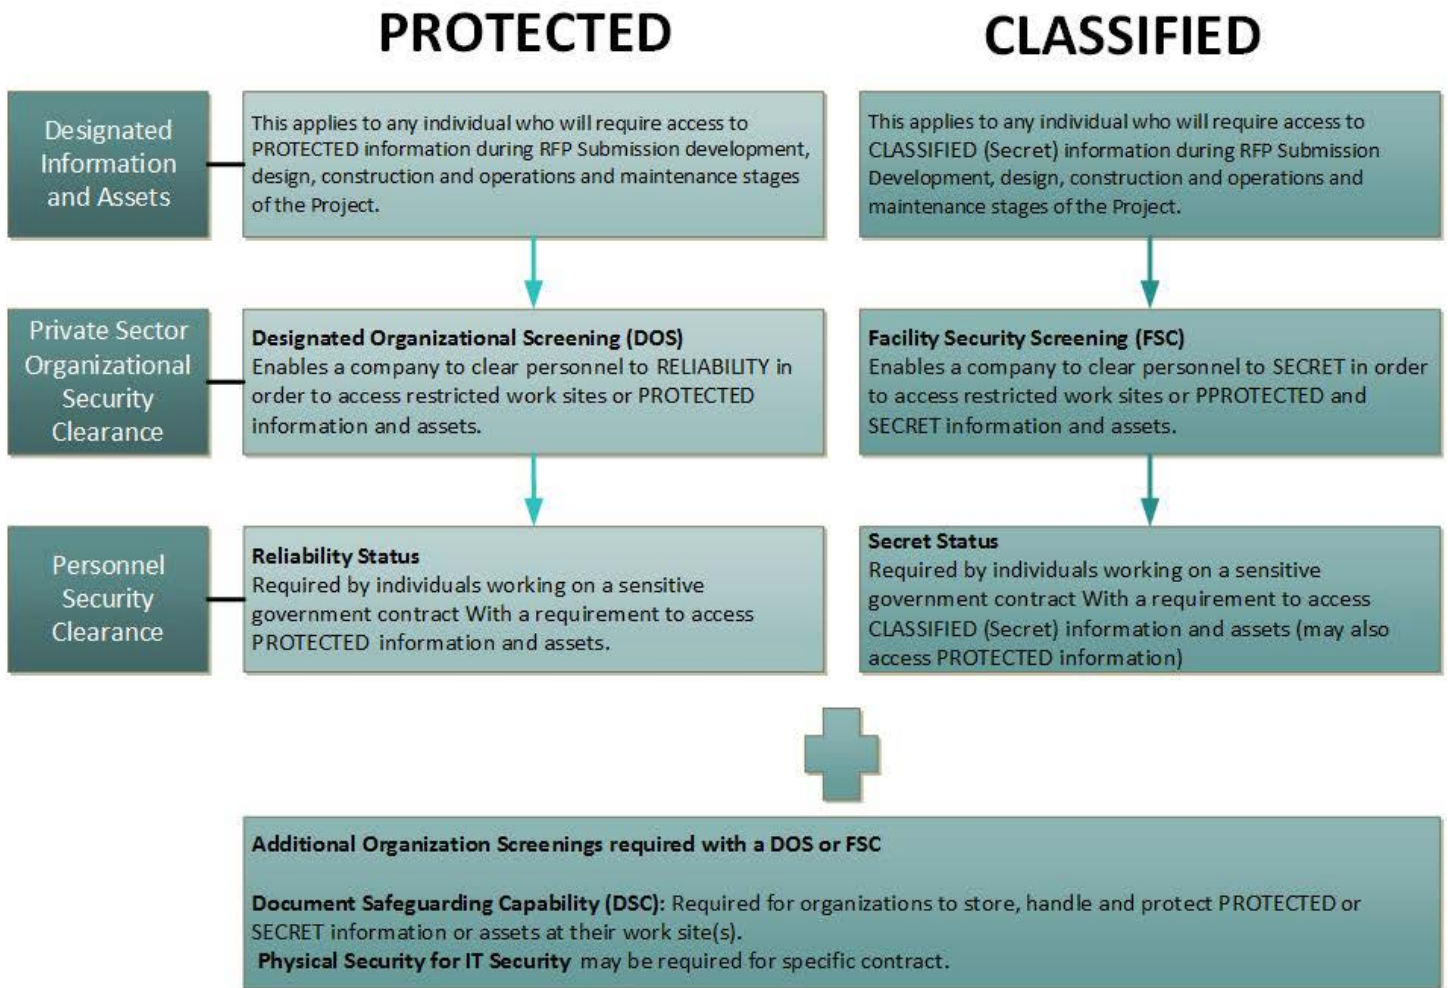 PROTECTED
CLASSIFIED
Designated
Information
and Assets
This applies to any individual who will require access to
PROTECTED information during RFP Submission development,
design, construction and operations and maintenance stages
of the Project.
This applies to any individual who will require access to
CLASSIFIED (Secret) information during RFP Submission
Development, design, construction and operations and
maintenance stages of the Project.
Private Sector
Organizational
Security
Clearance
Designated Organizational Screening (DOS)
Enables a company to clear personnel to RELIABILITY in
order to access restricted work sites or PROTECTED
information and assets.
Facility Security Screening (FSC)
Enables a company to clear personnel to SECRET in order
to access restricted work sites or PPROTECTED and
SECRET information and assets.
Personnel
Security
Clearance
Reliability Status
Required by individuals working on a sensitive
government contract With a requirement to access
PROTECTED information and assets.
Secret Status
Required by individuals working on a sensitive
government contract With a requirement to access
CLASSIFIED (Secret) information and assets (may also
access PROTECTED information)
Additional Organization Screenings required with a DOS or FSC
Document Safeguarding Capability (DSC): Required for organizations to store, handle and protect PROTECTED or
SECRET information or assets at their work site(s).
Physical Security for IT Security may be required for specific contract.